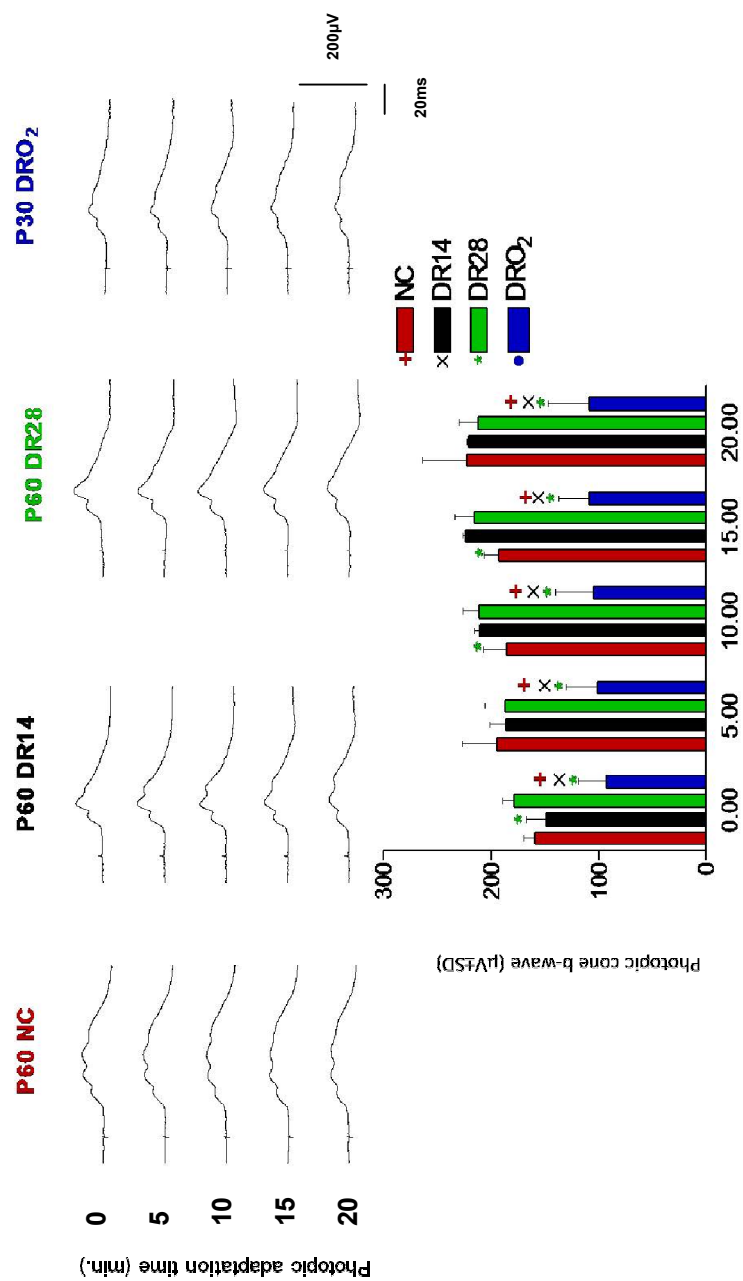 P60 NC
P60 DR14
P60 DR28
P30 DRO2
Photopic adaptation time (min.)
0
5
10
15
20
200µV
20ms
Photopic cone b-wave (µV±SD)
300
200
100
0
0.00
5.00
10.00
15.00
20.00
+ NC
× DR14
* DR28
● DRO2